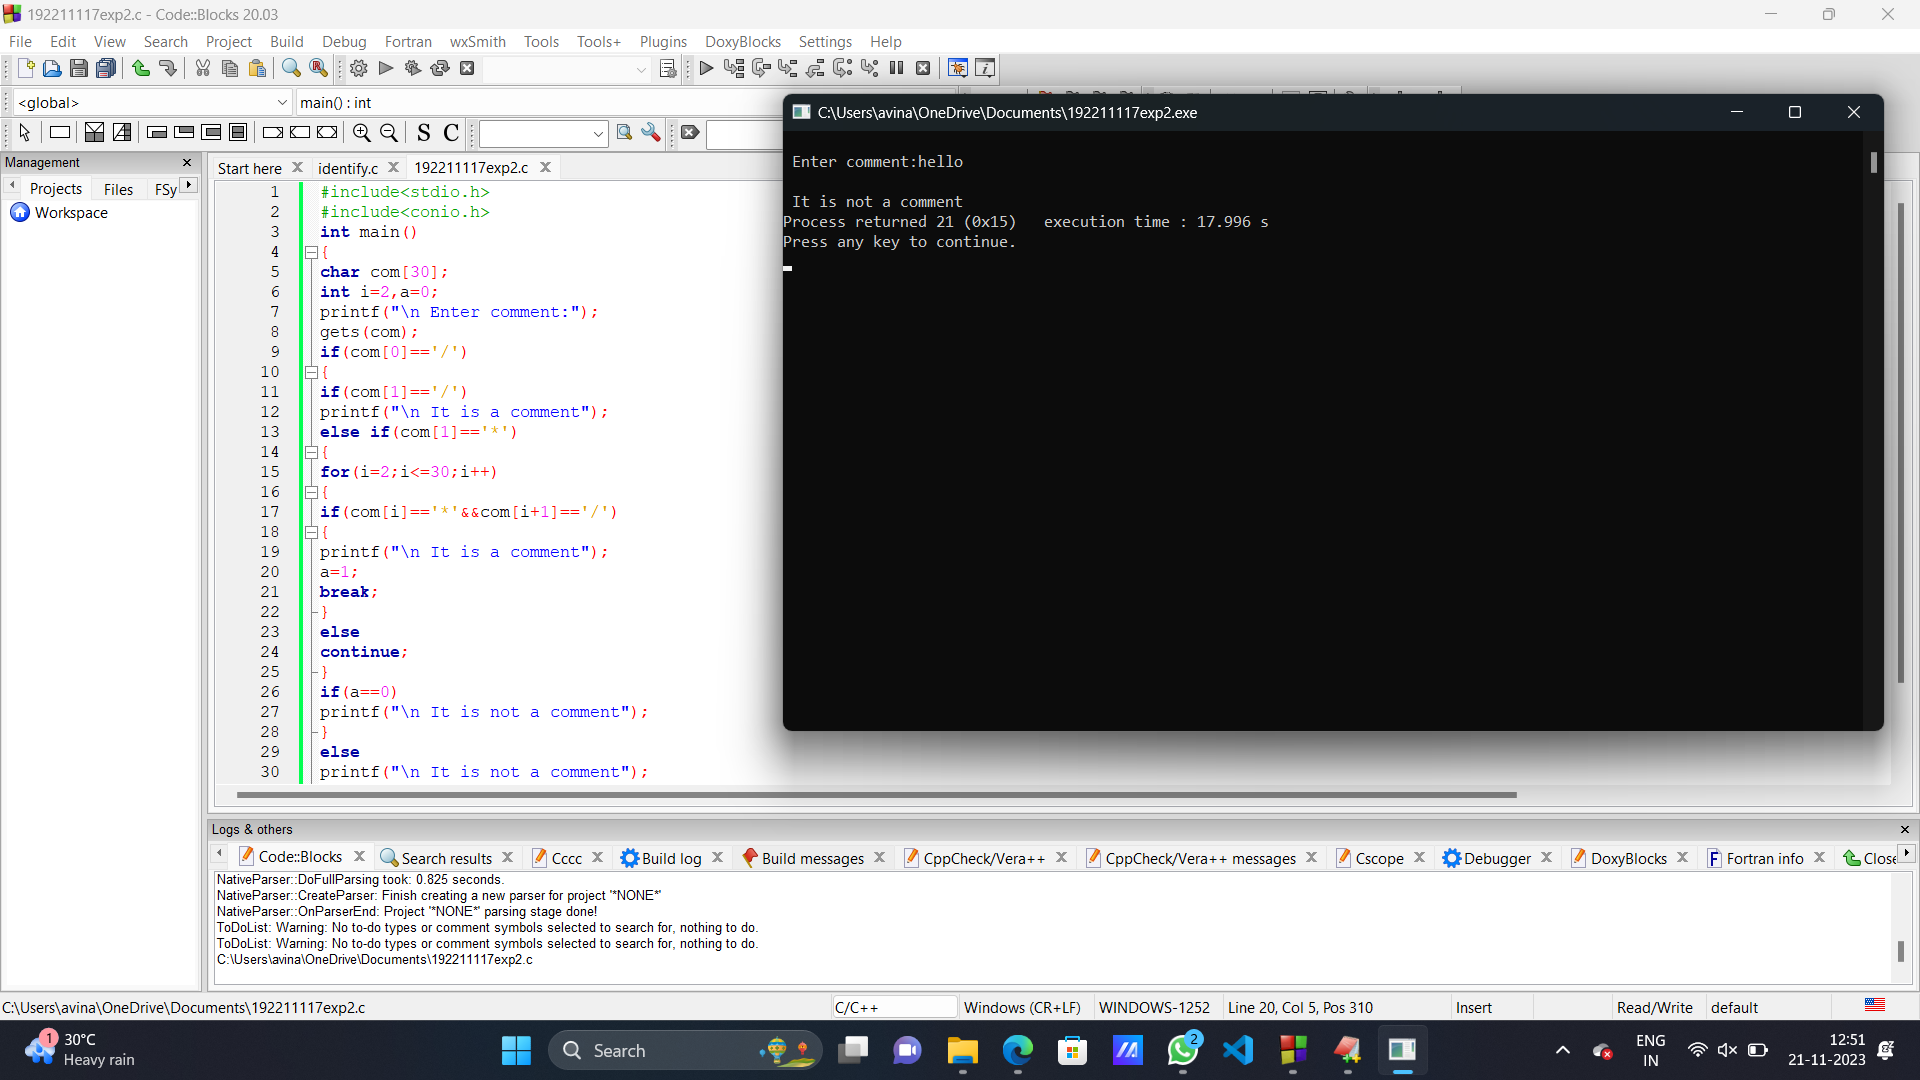 192211117exp2.c - Code::Blocks 20.03
File Edit View Search Project Build Debug Fortran wxSmith Tools Tools+ Plugins DoxyBlocks Settings Help
<global> main() : int
S C
Management
Projects Files FSy
Workspace
Start here identify.c 192211117exp2.c
1 #include<stdio.h>
2 #include<conio.h>
3 int main()
4 {
5 char com[30];
6 int i=2,a=0;
7 printf("\n Enter comment:");
8 gets(com);
9 if(com[0]=='/')
10 {
11 if(com[1]=='/')
12 printf("\n It is a comment");
13 else if(com[1]=='*')
14 {
15 for(i=2;i<=30;i++)
16 {
17 if(com[i]=='*'&&com[i+1]=='/')
18 {
19 printf("\n It is a comment");
20 a=1;
21 break;
22 }
23 else
24 continue;
25 }
26 if(a==0)
27 printf("\n It is not a comment");
28 }
29 else
30 printf("\n It is not a comment");
C:\Users\avina\OneDrive\Documents\192211117exp2.exe
Enter comment:hello
It is not a comment
Process returned 21 (0x15)   execution time : 17.996 s
Press any key to continue.
Logs & others
Code::Blocks Search results Cccc Build log Build messages CppCheck/Vera++ CppCheck/Vera++ messages Cscope Debugger DoxyBlocks Fortran info Close
NativeParser::DoFullParsing took: 0.825 seconds.
NativeParser::CreateParser: Finish creating a new parser for project '*NONE*'
NativeParser::OnParserEnd: Project '*NONE*' parsing stage done!
ToDoList: Warning: No to-do types or comment symbols selected to search for, nothing to do.
ToDoList: Warning: No to-do types or comment symbols selected to search for, nothing to do.
C:\Users\avina\OneDrive\Documents\192211117exp2.c
C:\Users\avina\OneDrive\Documents\192211117exp2.c C/C++ Windows (CR+LF) WINDOWS-1252 Line 20, Col 5, Pos 310 Insert Read/Write default
1
30°C
Heavy rain
Search
2
ENG
IN
12:51
21-11-2023